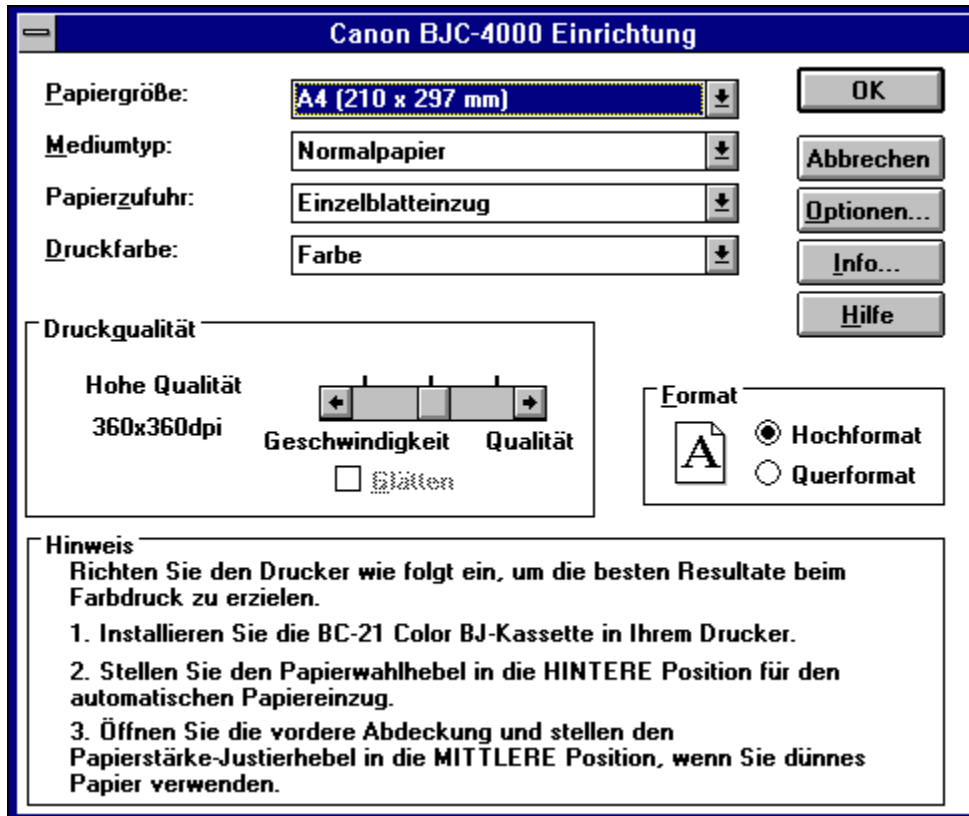 Canon BJC-4000 Einrichtung
Papiergröße:
A4 (210 x 297 mm)
OK
Mediumtyp:
Normalpapier
Abbrechen
Papierzufuhr:
Einzelblatteinzug
Optionen...
Druckfarbe:
Farbe
Info...
Hilfe
Druckqualität
Hohe Qualität
360x360dpi
Geschwindigkeit
Qualität
Glätten
Format
A
Hochformat
Querformat
Hinweis
Richten Sie den Drucker wie folgt ein, um die besten Resultate beim
Farbdruck zu erzielen.
1. Installieren Sie die BC-21 Color BJ-Kassette in Ihrem Drucker.
2. Stellen Sie den Papierwahlhebel in die HINTERE Position für den
automatischen Papiereinzug.
3. Öffnen Sie die vordere Abdeckung und stellen den
Papierstärke-Justierhebel in die MITTLERE Position, wenn Sie dünnes
Papier verwenden.